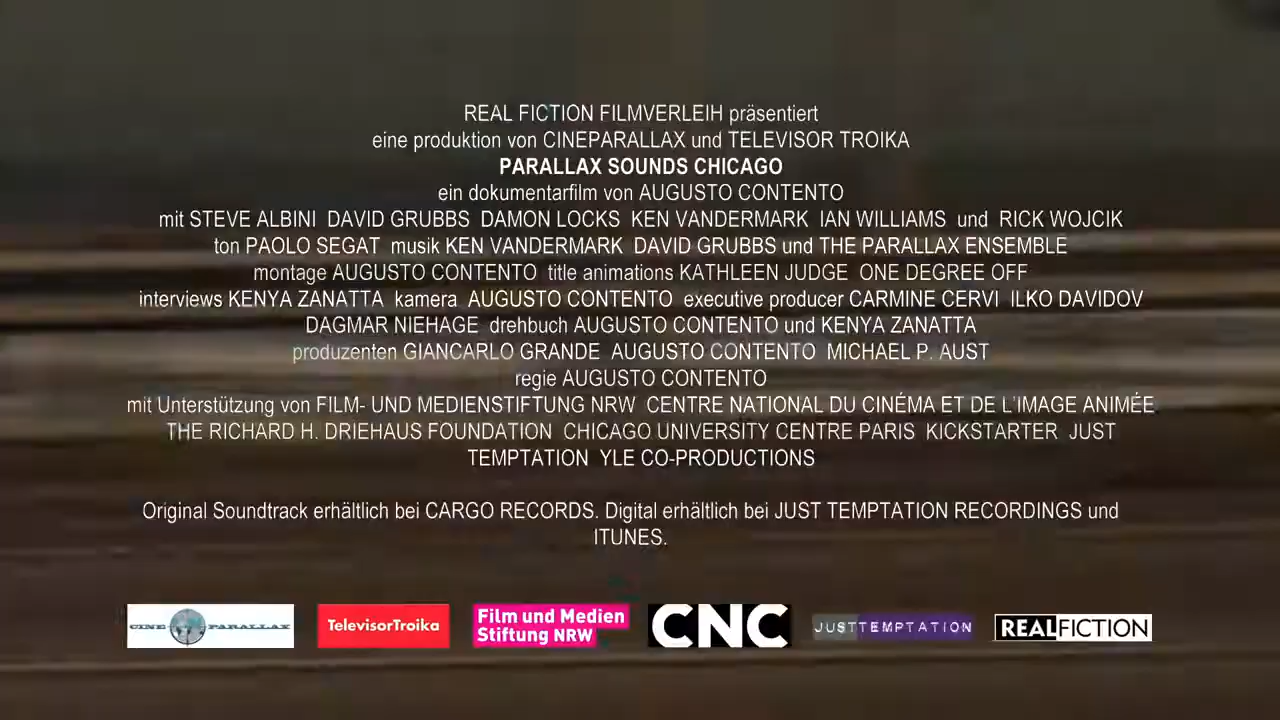 REAL FICTION FILMVERLEIH präsentiert
eine produktion von CINEPARALLAX und TELEVISOR TROIKA
PARALLAX SOUNDS CHICAGO
ein dokumentarfilm von AUGUSTO CONTENTO
mit STEVE ALBINI DAVID GRUBBS DAMON LOCKS KEN VANDERMARK IAN WILLIAMS und RICK WOJCIK
ton PAOLO SEGAT musik KEN VANDERMARK DAVID GRUBBS und THE PARALLAX ENSEMBLE
montage AUGUSTO CONTENTO title animations KATHLEEN JUDGE ONE DEGREE OFF
interviews KENYA ZANATTA kamera AUGUSTO CONTENTO executive producer CARMINE CERVI ILKO DAVIDOV
DAGMAR NIEHAGE drehbuch AUGUSTO CONTENTO und KENYA ZANATTA
produzenten GIANCARLO GRANDE AUGUSTO CONTENTO MICHAEL P. AUST
regie AUGUSTO CONTENTO
mit Unterstützung von FILM- UND MEDIENSTIFTUNG NRW CENTRE NATIONAL DU CINÉMA ET DE L'IMAGE ANIMÉE
THE RICHARD H. DRIEHAUS FOUNDATION CHICAGO UNIVERSITY CENTRE PARIS KICKSTARTER JUST
TEMPTATION YLE CO-PRODUCTIONS
Original Soundtrack erhältlich bei CARGO RECORDS. Digital erhältlich bei JUST TEMPTATION RECORDINGS und
ITUNES.
CINE PARALLAX
TelevisorTroika
Film und Medien
Stiftung NRW
CNC
JUSTTEMPTATION
REALFICTION